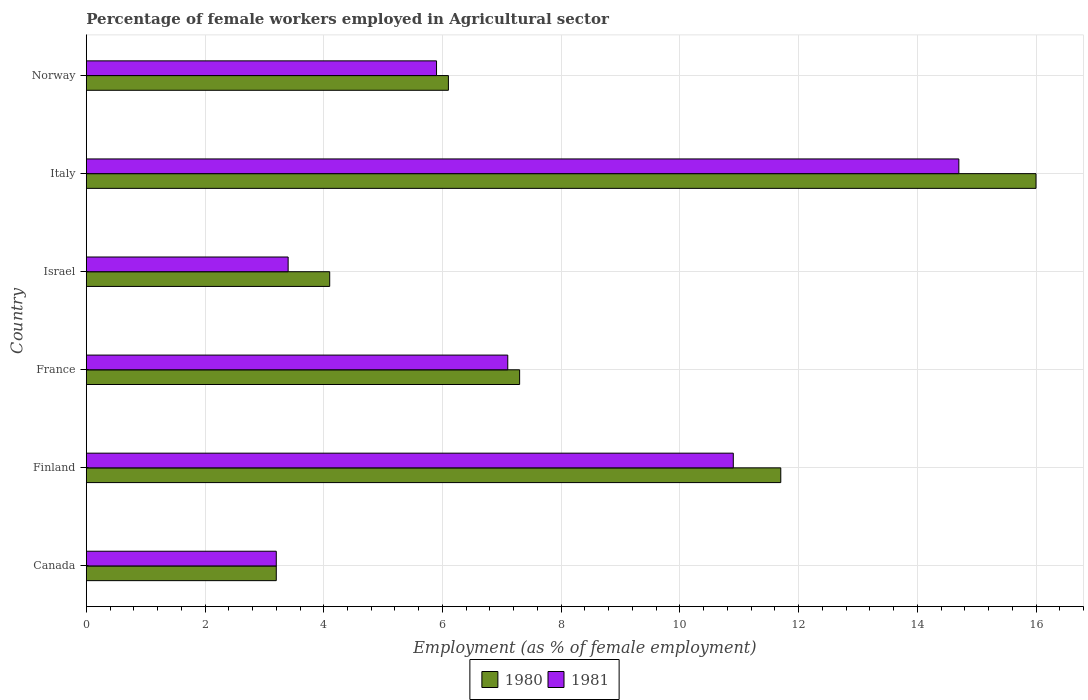 Percentage of female workers employed in Agricultural sector
Norway
Italy
Israel
France
Finland
Canada
Country
0
2
4
6
8
10
12
14
16
Employment (as % of female employment)
1980
1981